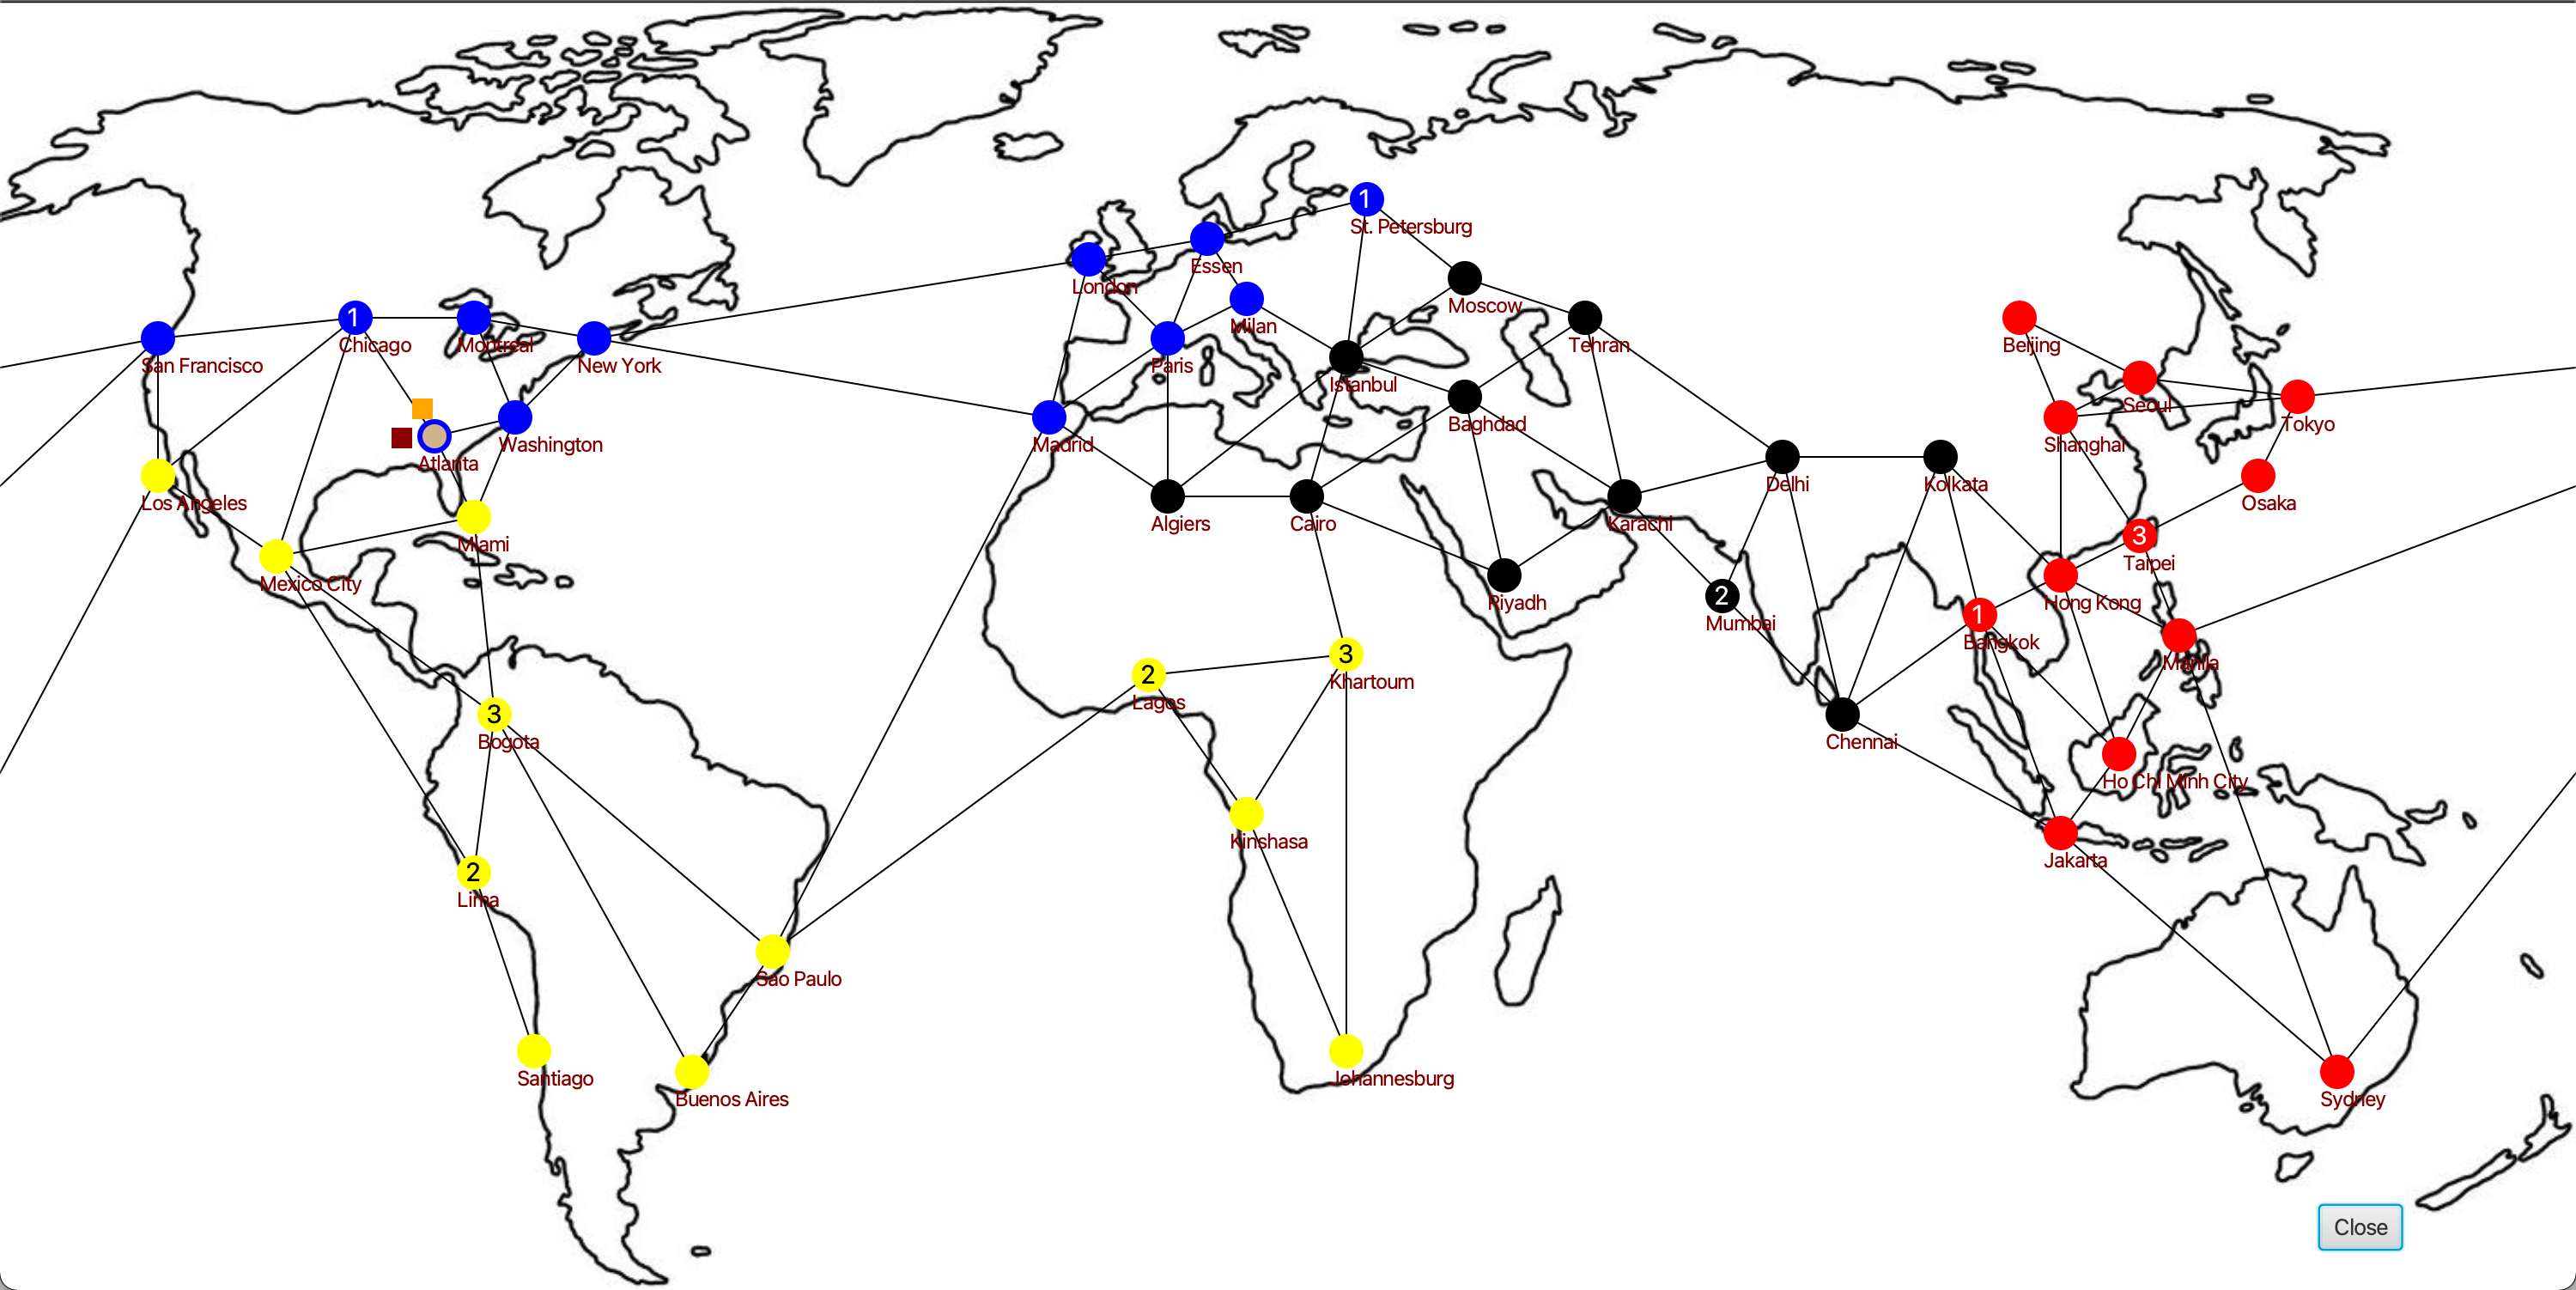 1
St. Petersburg
Essen
London
Moscow
1
Chicago
Montreal
New York
San Francisco
Milan
Paris
Istanbul
Tehran
Beijing
Seoul
Tokyo
Shanghai
Baghdad
Madrid
Washington
Atlanta
Los Angeles
Miami
Mexico City
Algiers
Cairo
Karachi
Delhi
Kolkata
Osaka
3
Taipei
Hong Kong
Riyadh
2
Mumbai
1
Bangkok
Manila
2
Lagos
3
Khartoum
3
Bogota
Chennai
Ho Chi Minh City
Kinshasa
Jakarta
2
Lima
Sao Paulo
Santiago
Buenos Aires
Johannesburg
Sydney
Close